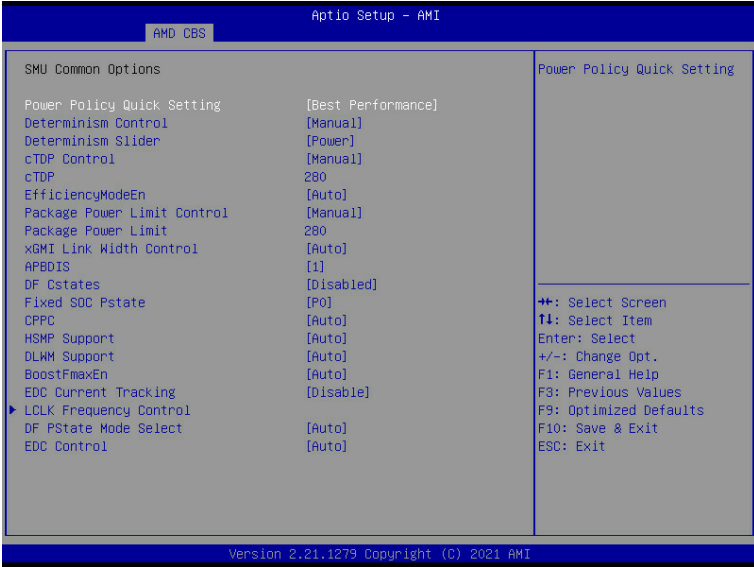 Aptio Setup – AMI
AMD CBS
SMU Common Options
Power Policy Quick Setting [Best Performance]
Determinism Control [Manual]
Determinism Slider [Power]
cTDP Control [Manual]
cTDP 280
EfficiencyModeEn [Auto]
Package Power Limit Control [Manual]
Package Power Limit 280
xGMI Link Width Control [Auto]
APBDIS [1]
DF Cstates [Disabled]
Fixed SOC Pstate [P0]
CPPC [Auto]
HSMP Support [Auto]
DLWM Support [Auto]
BoostFmaxEn [Auto]
EDC Current Tracking [Disable]
LCLK Frequency Control
DF PState Mode Select [Auto]
EDC Control [Auto]
Power Policy Quick Setting
→←: Select Screen
↑↓: Select Item
Enter: Select
+/-: Change Opt.
F1: General Help
F3: Previous Values
F9: Optimized Defaults
F10: Save & Exit
ESC: Exit
Version 2.21.1279 Copyright (C) 2021 AMI